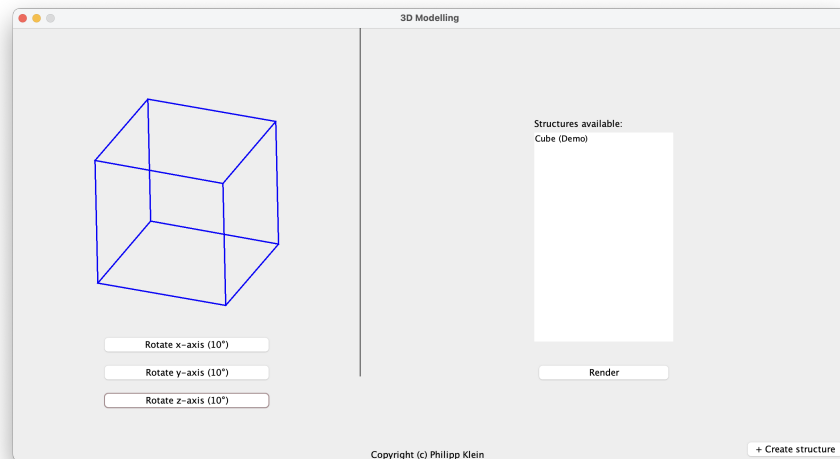 3D Modelling
Structures available:
Cube (Demo)
Rotate x-axis (10°)
Rotate y-axis (10°)
Render
Rotate z-axis (10°)
+ Create structure
Copyright (c) Philipp Klein